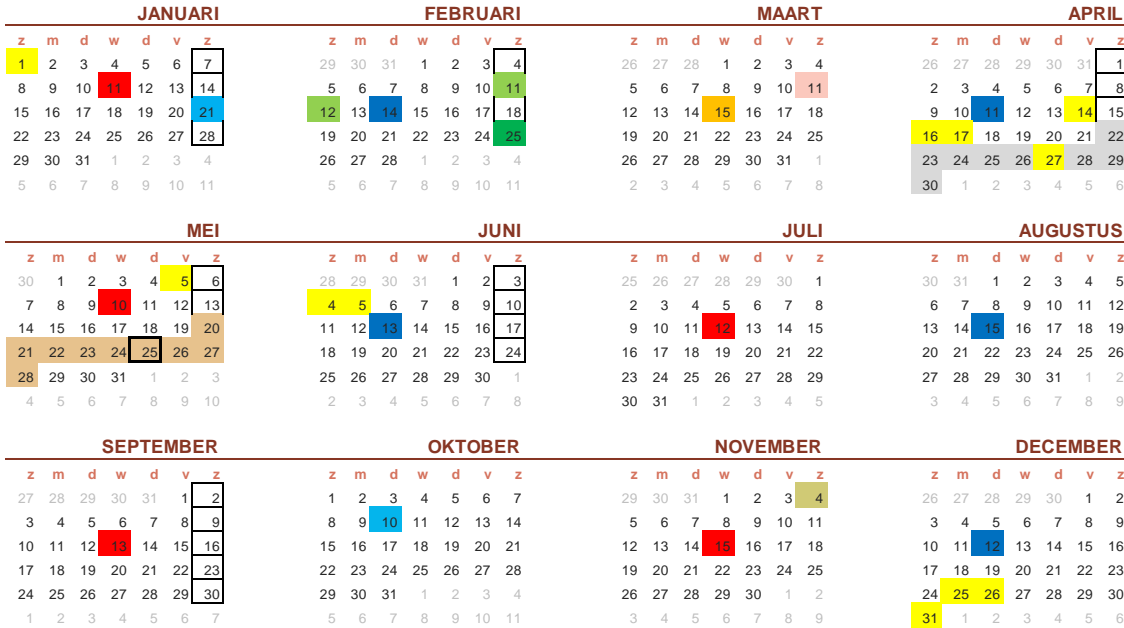 JANUARI FEBRUARI MAART APRIL
z m d w d v z z m d w d v z z m d w d v z z m d w d v z
1 2 3 4 5 6 7 29 30 31 1 2 3 4 26 27 28 1 2 3 4 26 27 28 29 30 31 1
8 9 10 11 12 13 14 5 6 7 8 9 10 11 5 6 7 8 9 10 11 2 3 4 5 6 7 8
15 16 17 18 19 20 21 12 13 14 15 16 17 18 12 13 14 15 16 17 18 9 10 11 12 13 14 15
22 23 24 25 26 27 28 19 20 21 22 23 24 25 19 20 21 22 23 24 25 16 17 18 19 20 21 22
29 30 31 1 2 3 4 26 27 28 1 2 3 4 26 27 28 29 30 31 1 23 24 25 26 27 28 29
5 6 7 8 9 10 11 5 6 7 8 9 10 11 2 3 4 5 6 7 8 30 1 2 3 4 5 6
MEI JUNI JULI AUGUSTUS
z m d w d v z z m d w d v z z m d w d v z z m d w d v z
30 1 2 3 4 5 6 28 29 30 31 1 2 3 25 26 27 28 29 30 1 30 31 1 2 3 4 5
7 8 9 10 11 12 13 4 5 6 7 8 9 10 2 3 4 5 6 7 8 6 7 8 9 10 11 12
14 15 16 17 18 19 20 11 12 13 14 15 16 17 9 10 11 12 13 14 15 13 14 15 16 17 18 19
21 22 23 24 25 26 27 18 19 20 21 22 23 24 16 17 18 19 20 21 22 20 21 22 23 24 25 26
28 29 30 31 1 2 3 25 26 27 28 29 30 1 23 24 25 26 27 28 29 27 28 29 30 31 1 2
4 5 6 7 8 9 10 2 3 4 5 6 7 8 30 31 1 2 3 4 5 3 4 5 6 7 8 9
SEPTEMBER OKTOBER NOVEMBER DECEMBER
z m d w d v z z m d w d v z z m d w d v z z m d w d v z
27 28 29 30 31 1 2 1 2 3 4 5 6 7 29 30 31 1 2 3 4 26 27 28 29 30 1 2
3 4 5 6 7 8 9 8 9 10 11 12 13 14 5 6 7 8 9 10 11 3 4 5 6 7 8 9
10 11 12 13 14 15 16 15 16 17 18 19 20 21 12 13 14 15 16 17 18 10 11 12 13 14 15 16
17 18 19 20 21 22 23 22 23 24 25 26 27 28 19 20 21 22 23 24 25 17 18 19 20 21 22 23
24 25 26 27 28 29 30 29 30 31 1 2 3 4 26 27 28 29 30 1 2 24 25 26 27 28 29 30
1 2 3 4 5 6 7 5 6 7 8 9 10 11 3 4 5 6 7 8 9 31 1 2 3 4 5 6